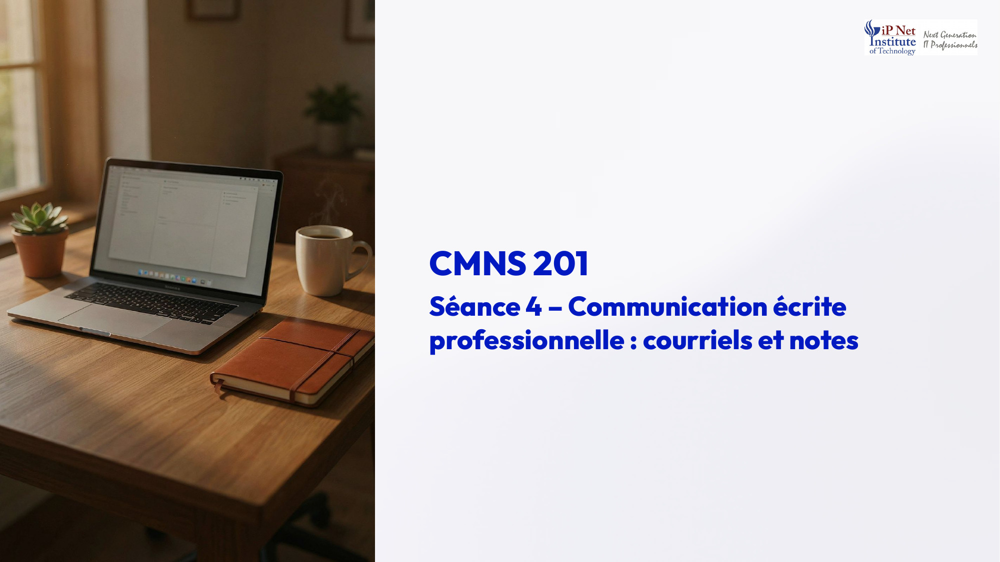 iP Net
Institute
of Technology
Next Generation
IT Professionnels
CMNS 201
Séance 4 – Communication écrite
professionnelle : courriels et notes